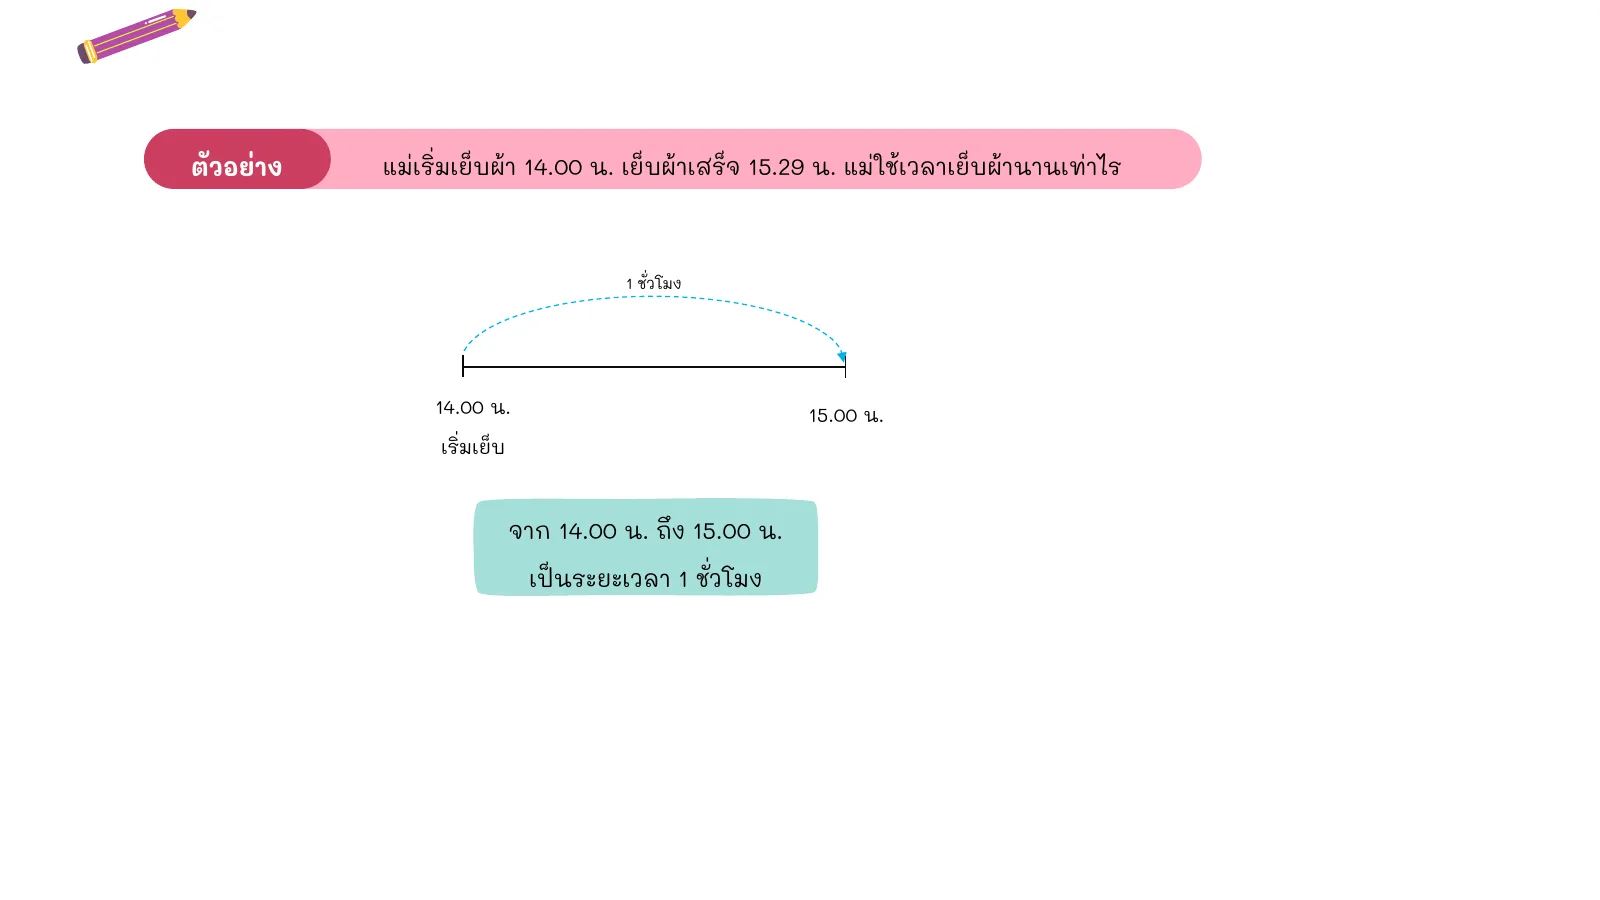 ตัวอย่าง แม่เริ่มเย็บผ้า 14.00 น. เย็บผ้าเสร็จ 15.29 น. แม่ใช้เวลาเย็บผ้านานเท่าไร
1 ชั่วโมง
14.00 น.
เริ่มเย็บ
15.00 น.
จาก 14.00 น. ถึง 15.00 น.
เป็นระยะเวลา 1 ชั่วโมง